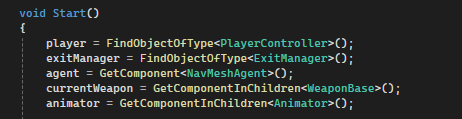 void Start()
{
player = FindObjectOfType<PlayerController>();
exitManager = FindObjectOfType<ExitManager>();
agent = GetComponent<NavMeshAgent>();
currentWeapon = GetComponentInChildren<WeaponBase>();
animator = GetComponentInChildren<Animator>();